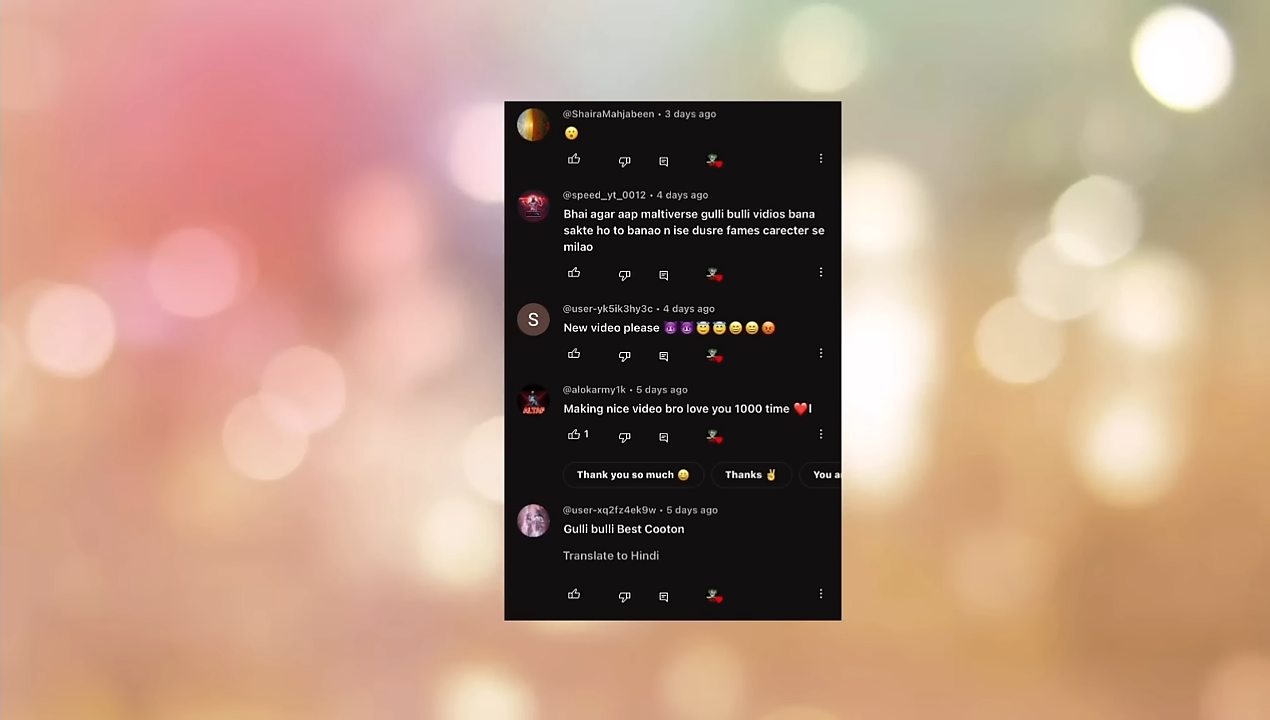 @ShairaMahjabeen • 3 days ago
😮
@speed_yt_0012 • 4 days ago
Bhai agar aap maltiverse gulli bulli vidios bana
sakte ho to banao n ise dusre fames carecter se
milao
S
@user-yk5ik3hy3c • 4 days ago
New video please 😈😈😇😇😄😄😡
@alokarmy1k • 5 days ago
Making nice video bro love you 1000 time ❤️I
ALTAF
1
Thank you so much 😄
Thanks ✌️
You a
@user-xq2fz4ek9w • 5 days ago
Gulli bulli Best Cooton
Translate to Hindi